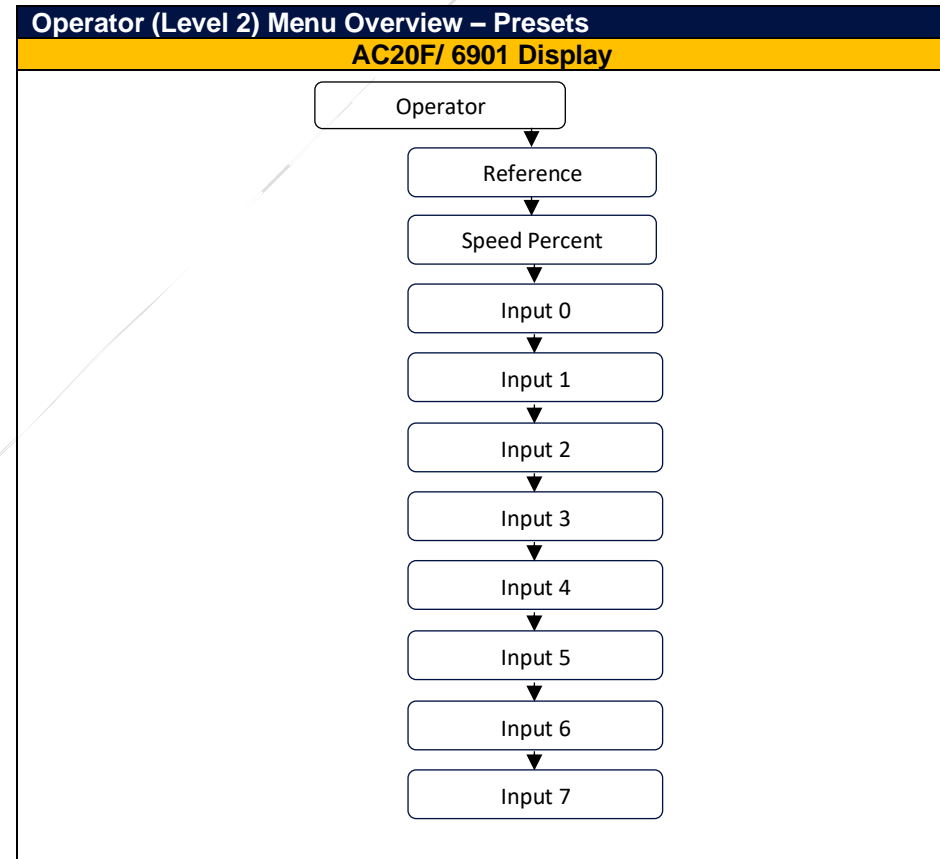 Operator (Level 2) Menu Overview – Presets
AC20F/ 6901 Display
Operator
Reference
Speed Percent
Input 0
Input 1
Input 2
Input 3
Input 4
Input 5
Input 6
Input 7